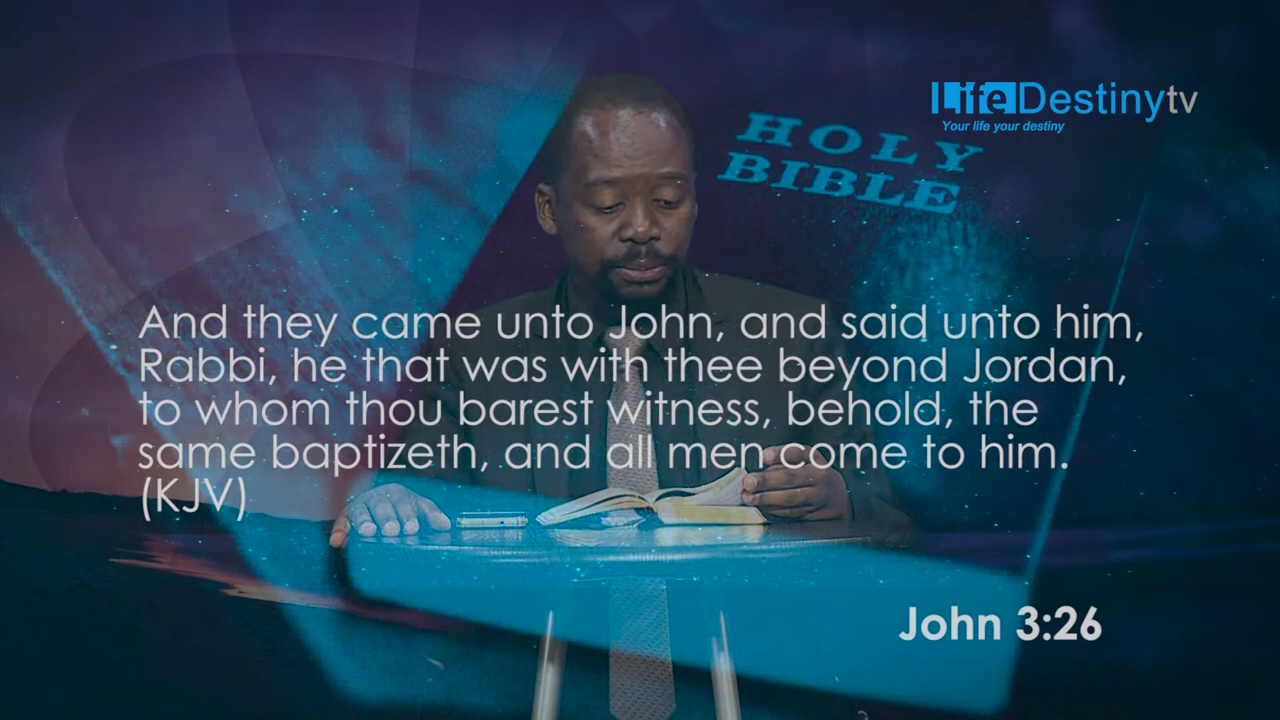 LifeDestinytv
Your life your destiny
HOLY
BIBLE
And they came unto John, and said unto him,
Rabbi, he that was with thee beyond Jordan,
to whom thou barest witness, behold, the
same baptizeth, and all men come to him.
(KJV)
John 3:26